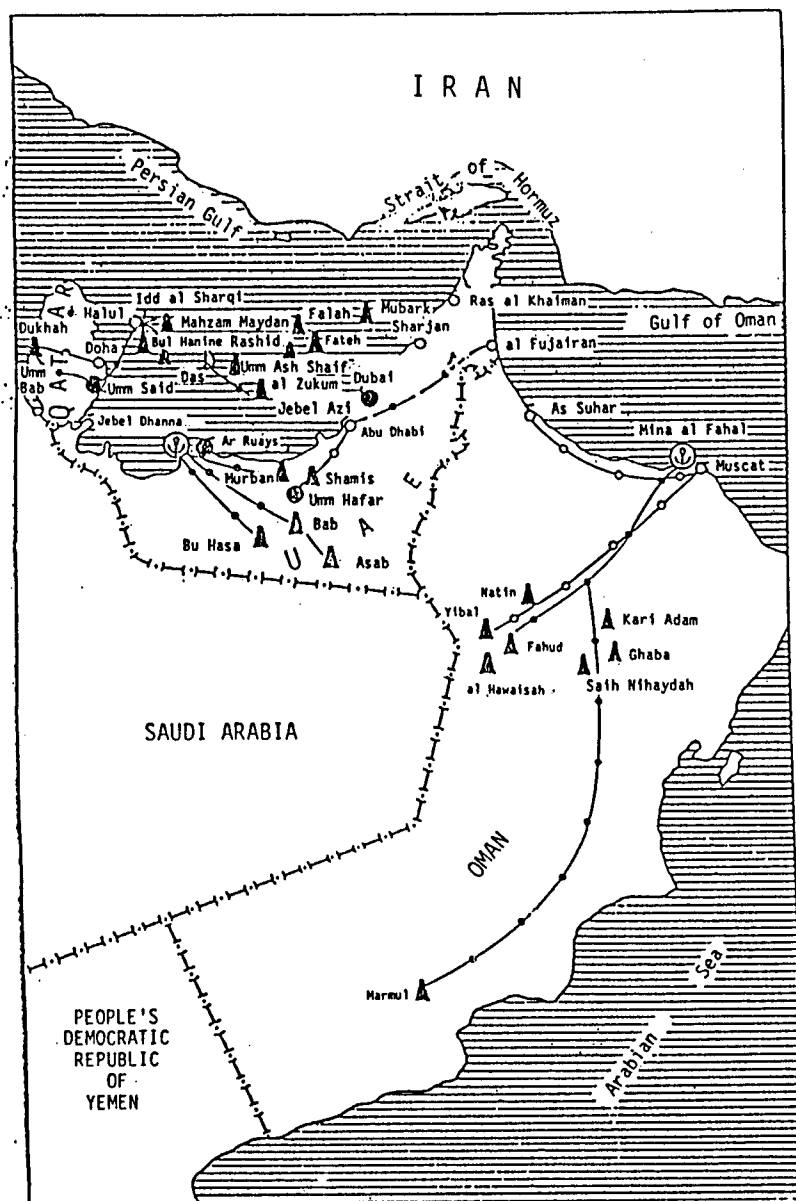 IRAN
Persian Gulf
Strait of Hormuz
QATAR
Halul
Idd al Sharqi
Mahzam Maydan
Falah
Mubark
Ras al Khaiman
Gulf of Oman
Dukhah
Doha
Bul Hanine
Rashid
Fateh
Sharjan
al Fujairan
Umm
Bab
Umm Said
Das
Umm Ash Shaif
al Zukum
Dubai
Jebel Dhanna
Jebel Azi
As Suhar
Mina al Fahal
Ar Ruays
Abu Dhabi
Muscat
Murban
Shamis
Umm Hafar
UAE
Bab
Bu Hasa
Asab
Natin
Yibal
Kari Adam
Fahud
Ghaba
al Hawaisah
Saih Nihaydah
SAUDI ARABIA
OMAN
Marmul
Arabian Sea
PEOPLE'S
DEMOCRATIC
REPUBLIC
OF
YEMEN